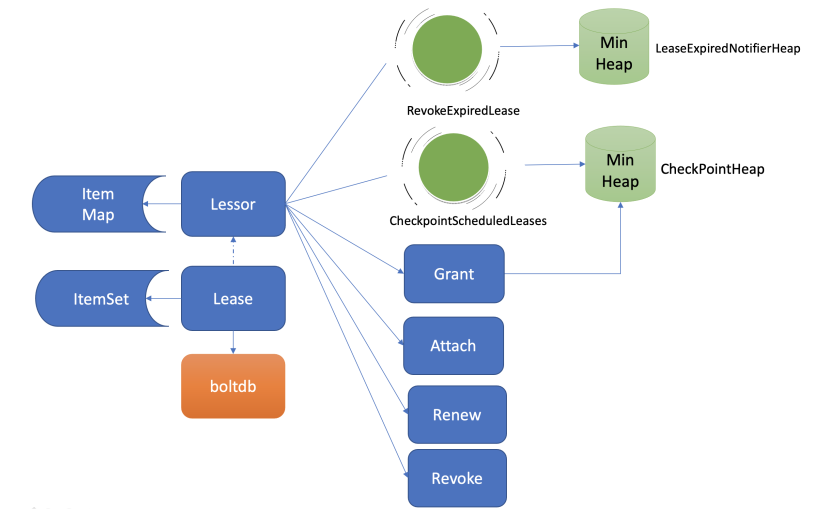 Min
Heap
LeaseExpiredNotifierHeap
RevokeExpiredLease
Min
Heap
CheckPointHeap
Item
Map
Lessor
CheckpointScheduledLeases
Grant
ItemSet
Lease
Attach
boltdb
Renew
Revoke